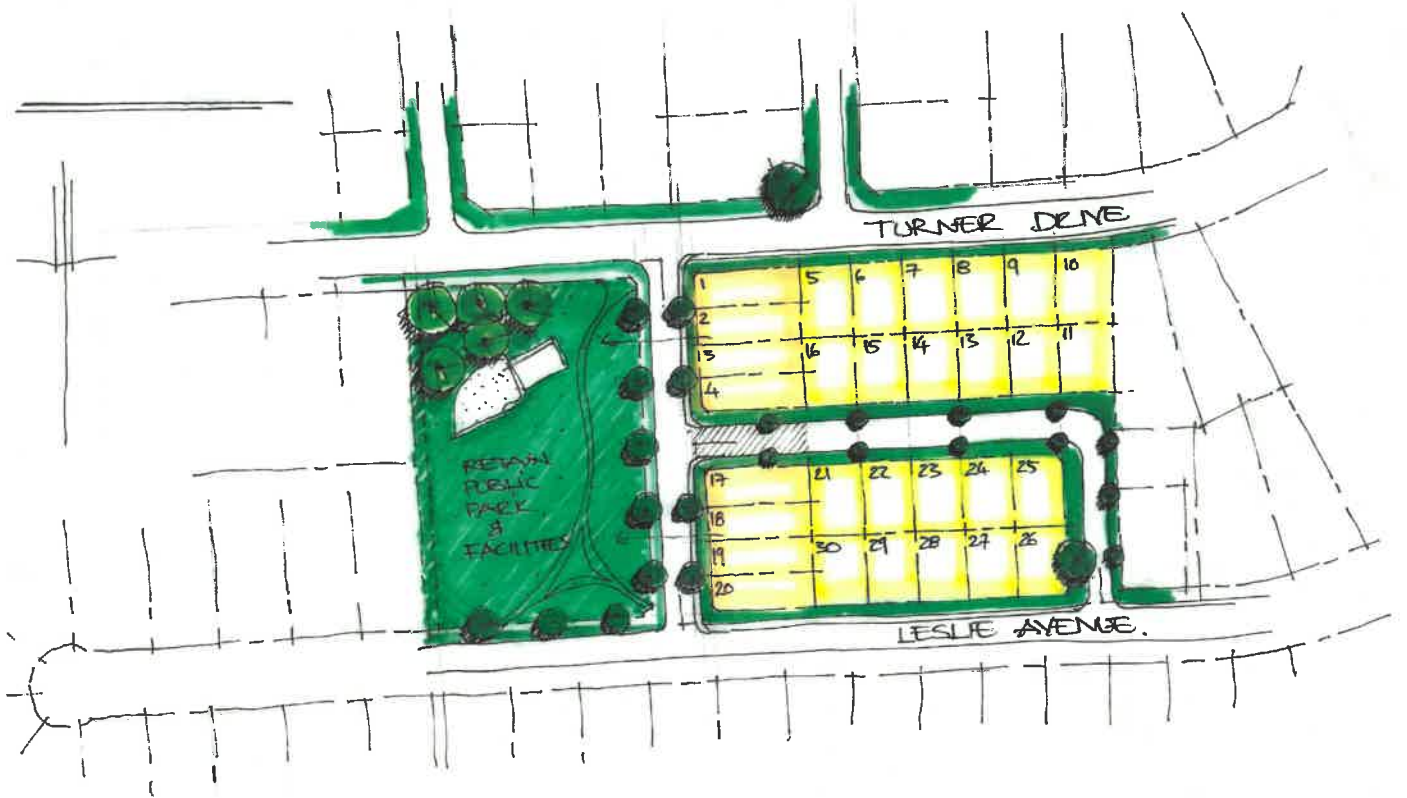 TURNER DRIVE
1 5 6 7 8 9 10
2
3 16 15 14 13 12 11
4
RETAIN
PUBLIC
PARK
&
FACILITIES
17 21 22 23 24 25
18
19 30 29 28 27 26
20
LESLIE AVENUE.